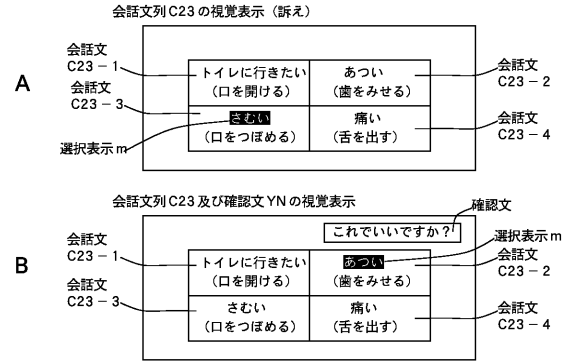 会話文列C23の視覚表示（訴え）
A
会話文
C23－1
会話文
C23－3
選択表示m
トイレに行きたい
（口を開ける）
あつい
（歯をみせる）
さむい
（口をつぼめる）
痛い
（舌を出す）
会話文
C23－2
会話文
C23－4
会話文列C23及び確認文YNの視覚表示
B
確認文
これでいいですか？
選択表示m
会話文
C23－1
会話文
C23－3
トイレに行きたい
（口を開ける）
あつい
（歯をみせる）
さむい
（口をつぼめる）
痛い
（舌を出す）
会話文
C23－2
会話文
C23－4